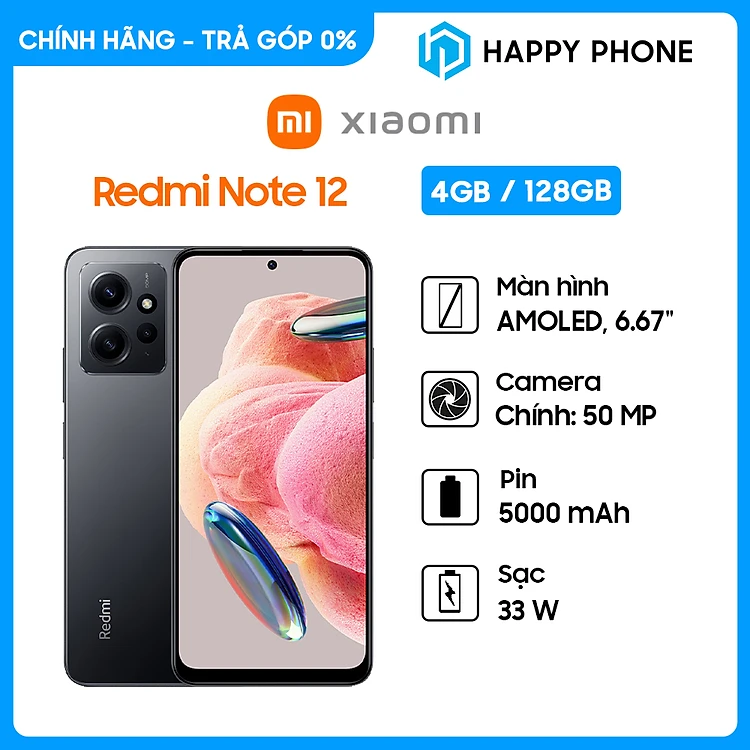 CHÍNH HÃNG - TRẢ GÓP 0%
HAPPY PHONE
mi xiaomi
Redmi Note 12
4GB / 128GB
Màn hình
AMOLED, 6.67"
Camera
Chính: 50 MP
Pin
5000 mAh
Sạc
33 W
50MP
Redmi